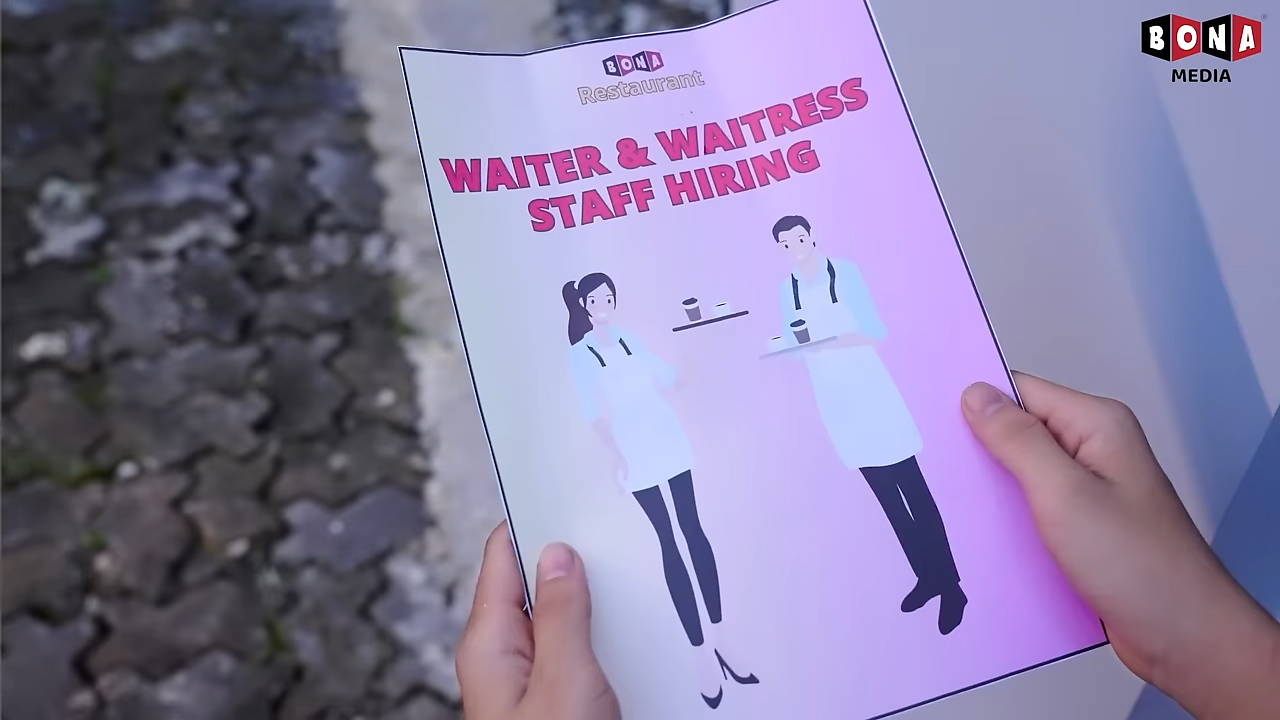 BONA
Restaurant
WAITER & WAITRESS
STAFF HIRING
BONA
MEDIA